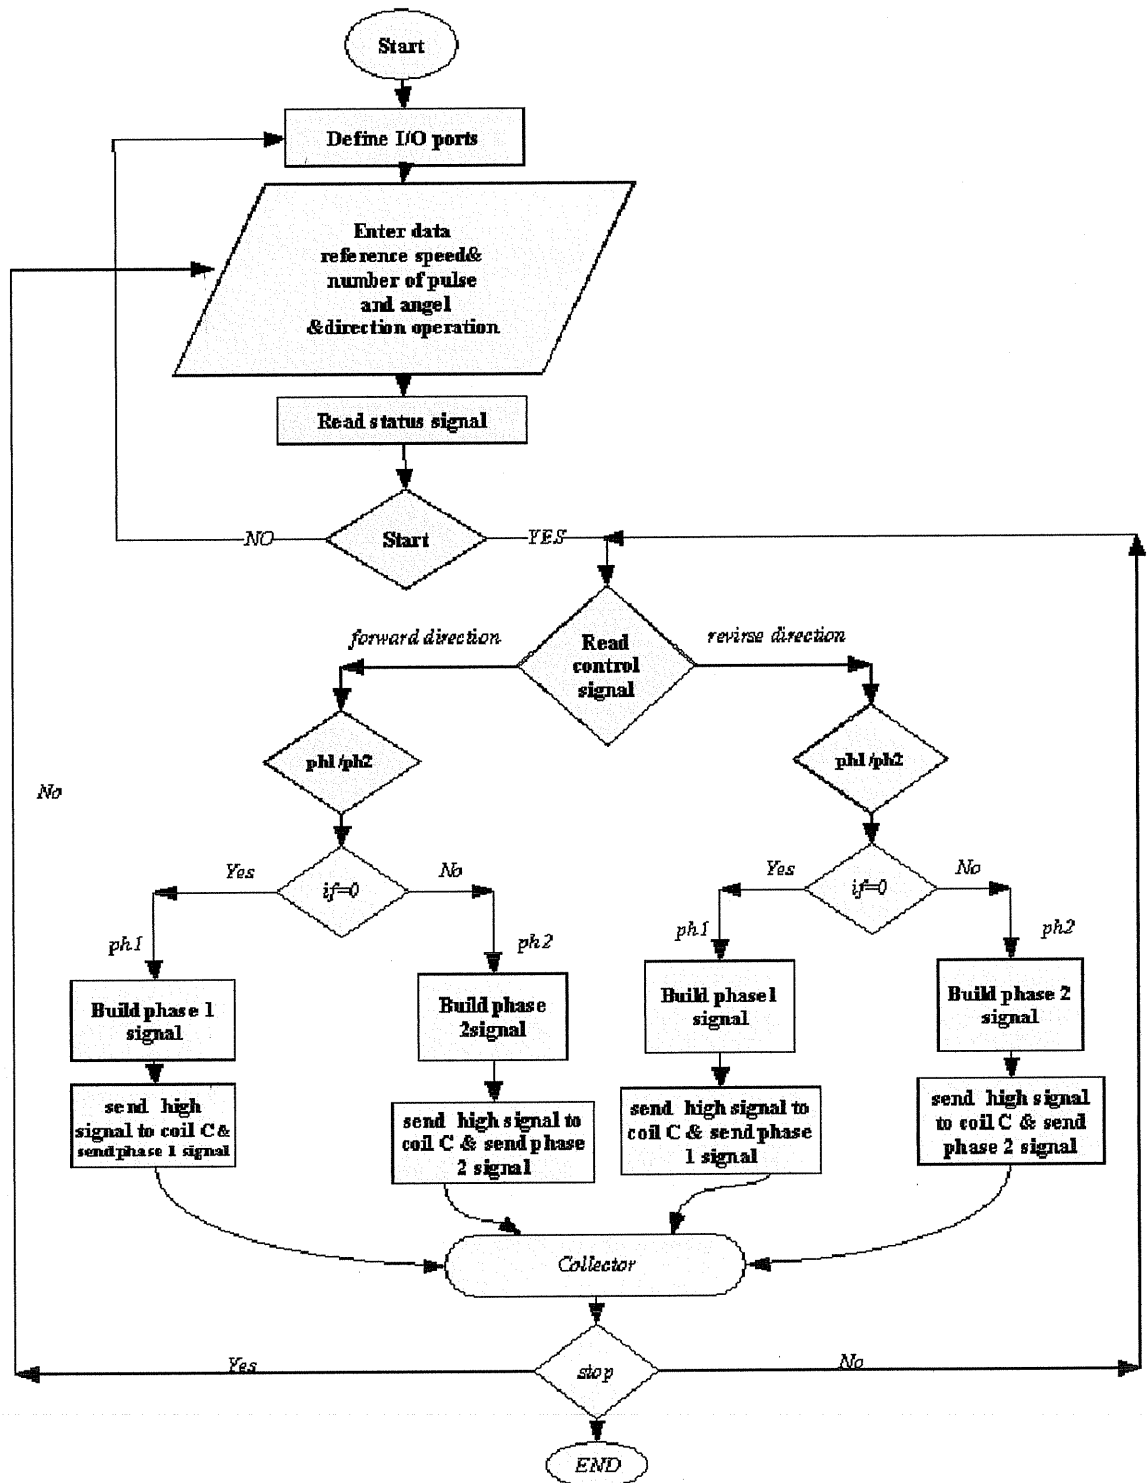 Start
Define I/O ports
Enter data
reference speed&
number of pulse
and angel
&direction operation
Read status signal
NO
Start
YES
forward direction
Read
control
signal
revirse direction
ph1/ph2
ph1/ph2
No
Yes
if=0
No
Yes
if=0
No
ph1
ph2
ph1
ph2
Build phase 1
signal
Build phase
2signal
Build phase1
signal
Build phase 2
signal
send high
signal to coil C&
send phase 1 signal
send high signal to
coil C & send phase
2 signal
send high signal to
coil C & send phase
1 signal
send high signal
to coil C & send
phase 2 signal
Collector
Yes
stop
No
END